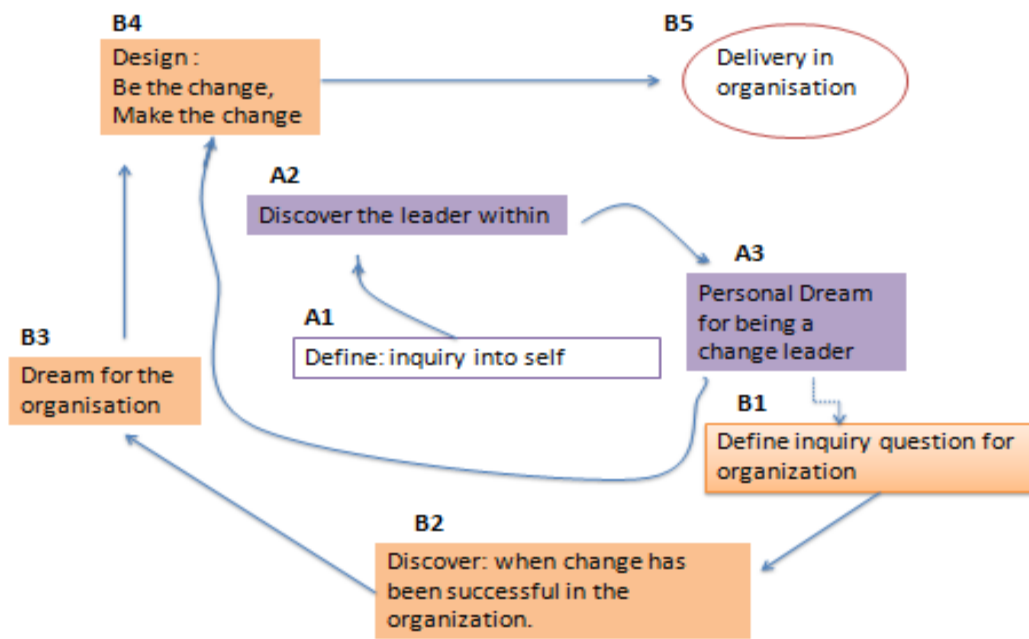 B4
Design :
Be the change,
Make the change
B5
Delivery in
organisation
A2
Discover the leader within
A3
Personal Dream
for being a
change leader
A1
Define: inquiry into self
B3
Dream for the
organisation
B1
Define inquiry question for
organization
B2
Discover: when change has
been successful in the
organization.